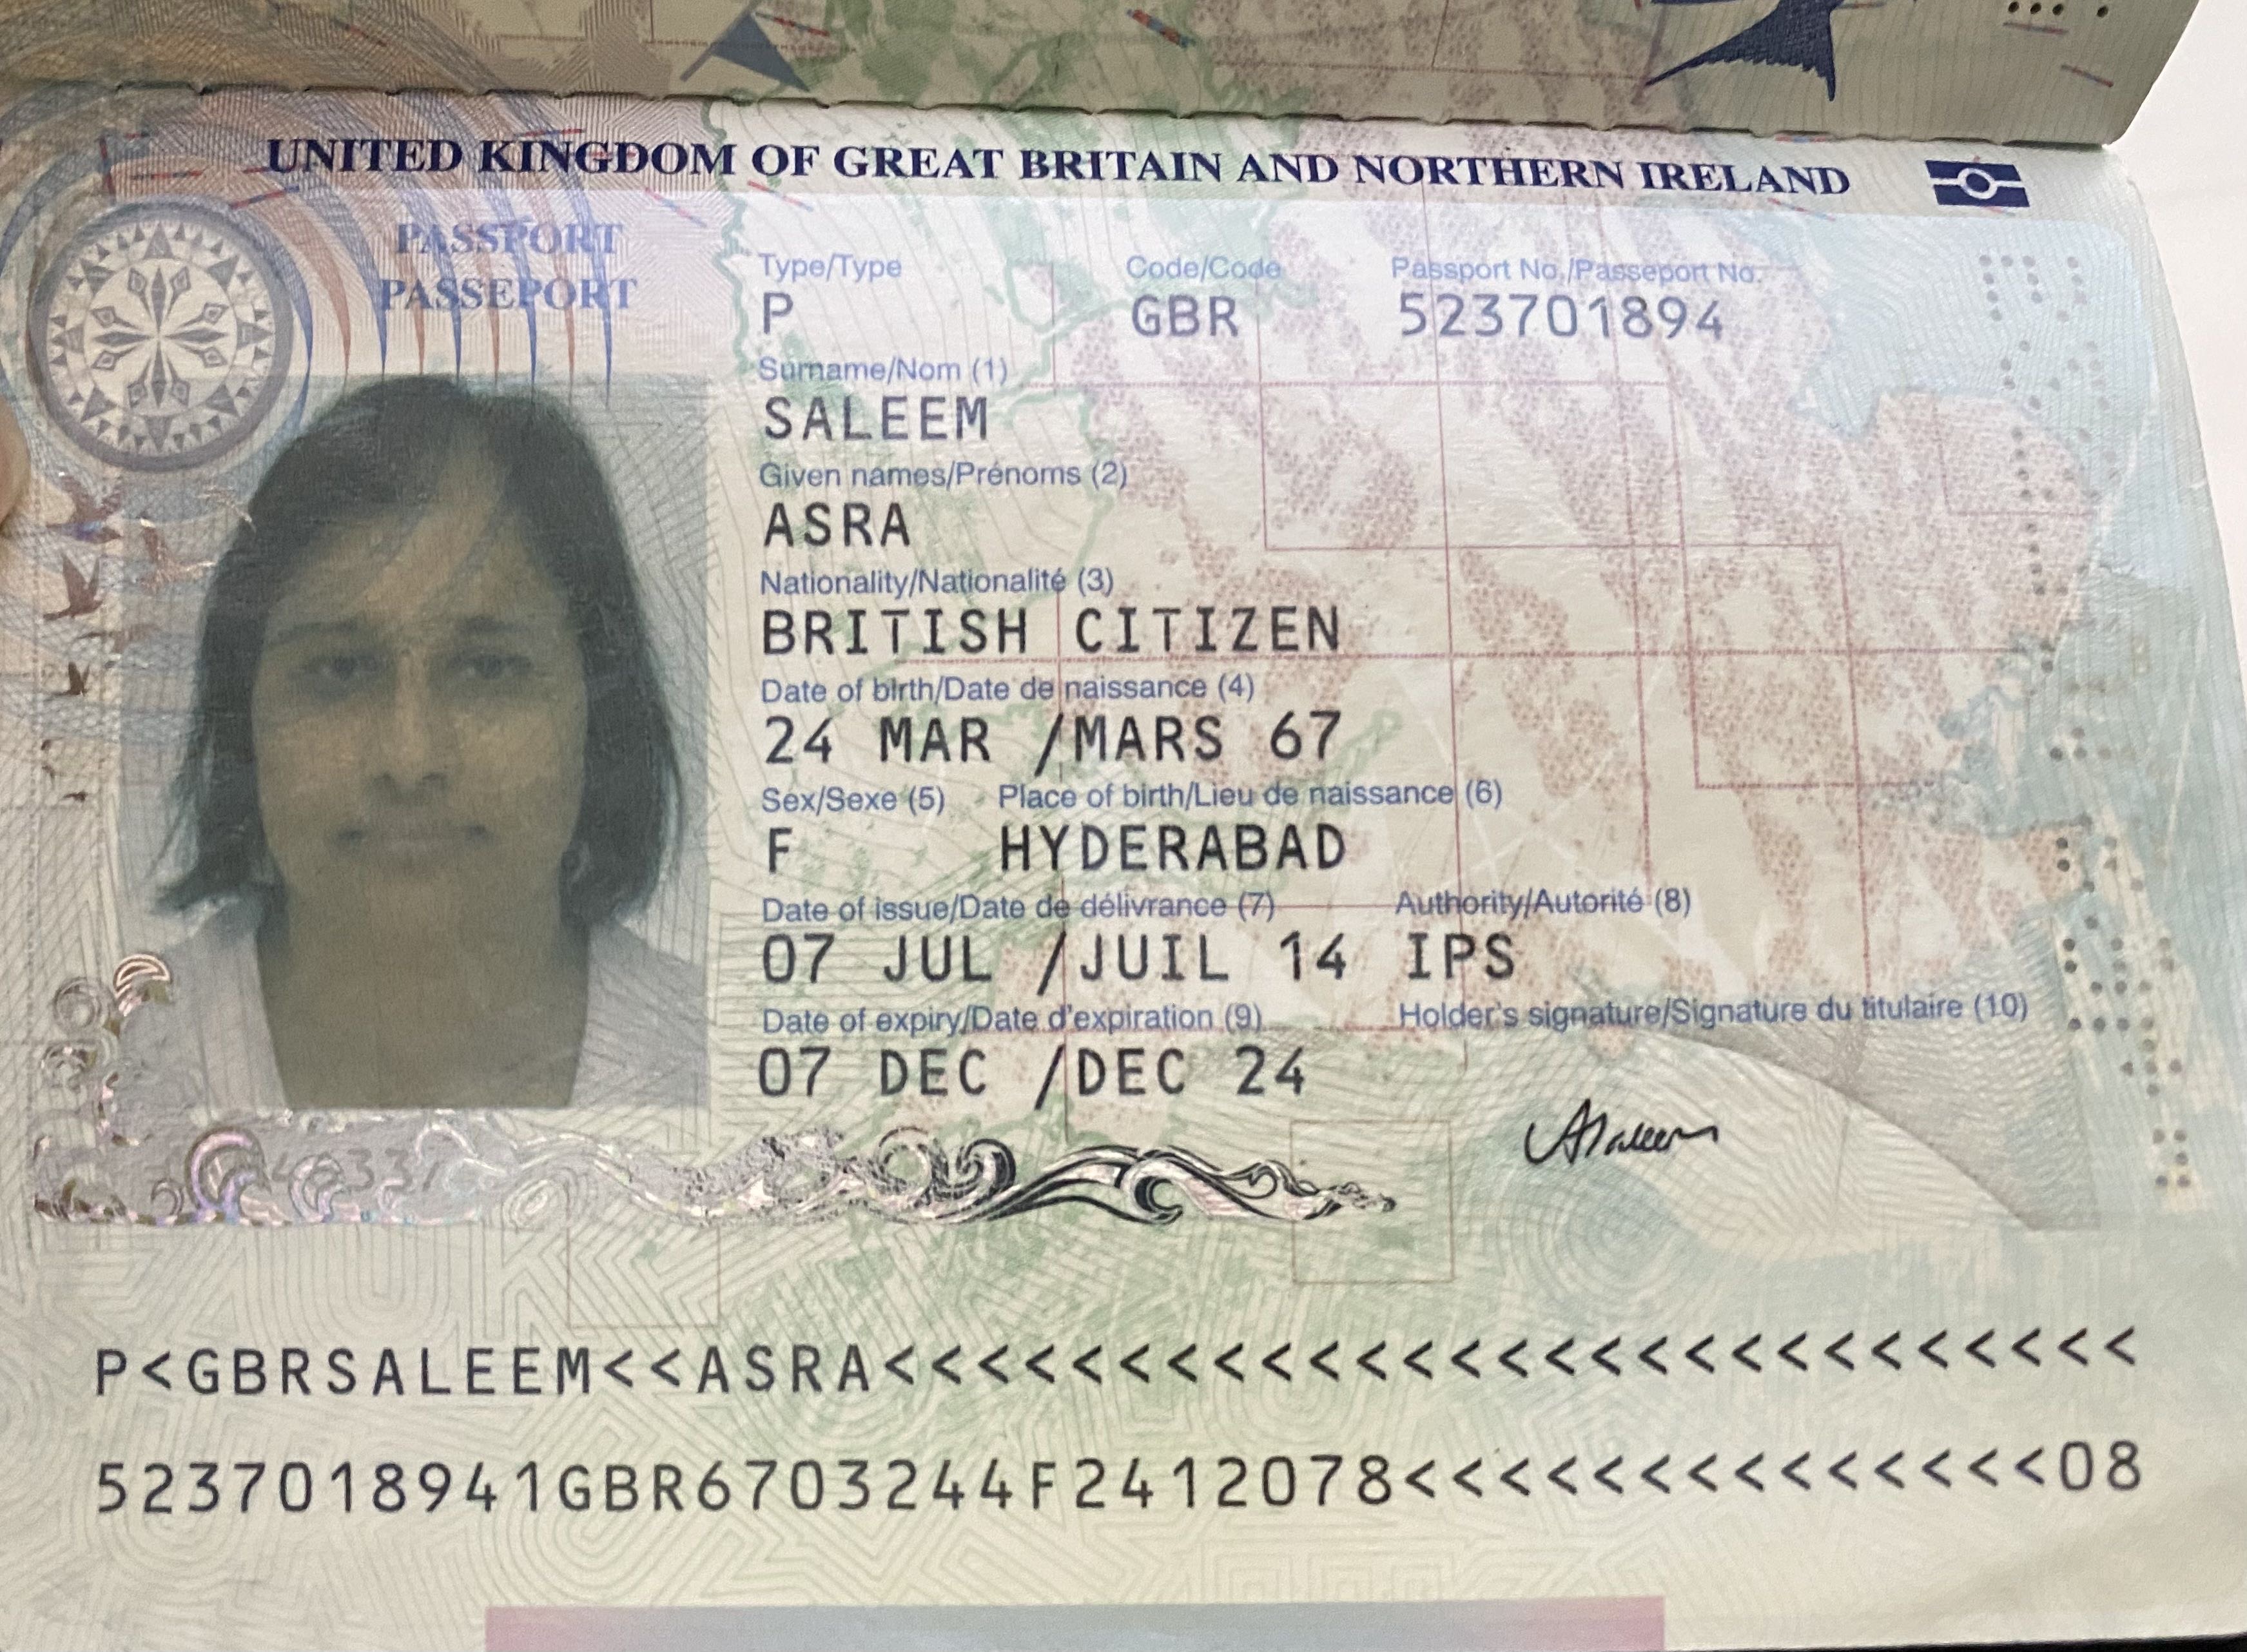 UNITED KINGDOM OF GREAT BRITAIN AND NORTHERN IRELAND
PASSPORT
PASSEPORT
Type/Type Code/Code Passport No./Passeport No.
P GBR 523701894
Surname/Nom (1)
SALEEM
Given names/Prénoms (2)
ASRA
Nationality/Nationalité (3)
BRITISH CITIZEN
Date of birth/Date de naissance (4)
24 MAR /MARS 67
Sex/Sexe (5) Place of birth/Lieu de naissance (6)
F HYDERABAD
Date of issue/Date de délivrance (7) Authority/Autorité (8)
07 JUL /JUIL 14 IPS
Date of expiry/Date d'expiration (9) Holder's signature/Signature du titulaire (10)
07 DEC /DEC 24
ASaleem
P<GBRSALEEM<<ASRA<<<<<<<<<<<<<<<<<<<<<<<<<<<
5237018941GBR6703244F2412078<<<<<<<<<<<<<<08